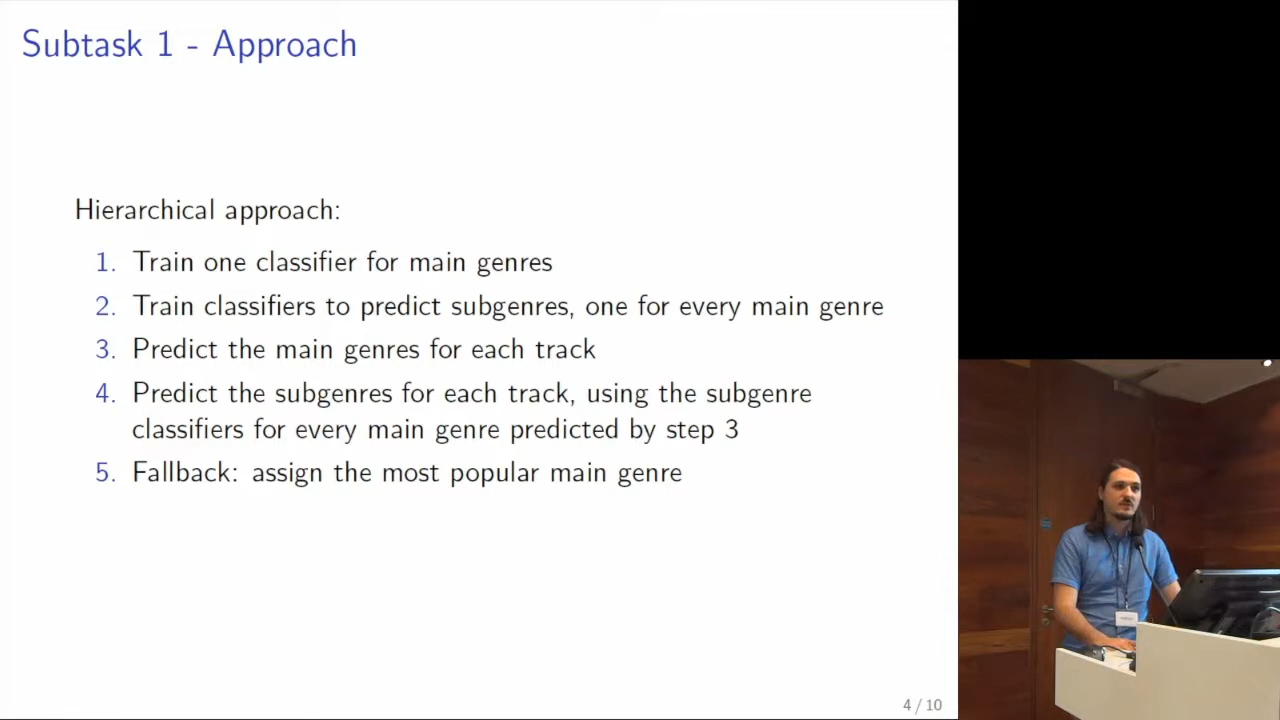 Subtask 1 - Approach
Hierarchical approach:
1. Train one classifier for main genres
2. Train classifiers to predict subgenres, one for every main genre
3. Predict the main genres for each track
4. Predict the subgenres for each track, using the subgenre
classifiers for every main genre predicted by step 3
5. Fallback: assign the most popular main genre
4 / 10